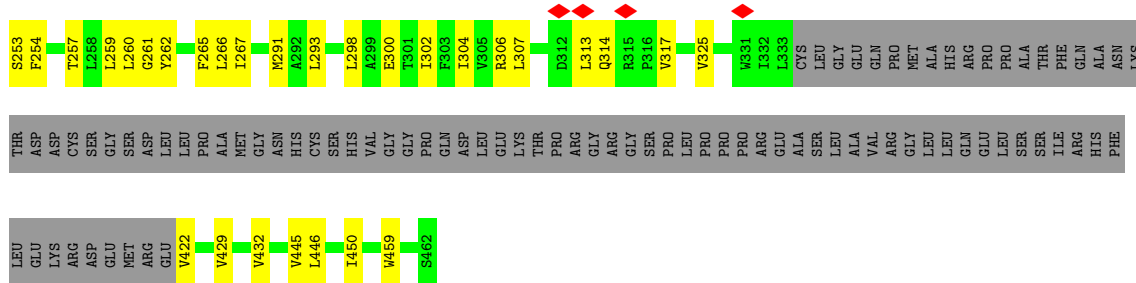 S253 F254 T257 L258 L259 L260 G261 Y262 F265 L266 I267 M291 A292 L293 L298 A299 E300 T301 I302 F303 I304 V305 R306 L307 D312 L313 Q314 R315 P316 V317 V325 W331 I332 L333 CYS LEU GLY GLU GLN PRO MET ALA HIS ARG PRO PRO ALA THR PHE GLN ALA ASN LYS
THR ASP ASP CYS SER GLY SER ASP LEU LEU PRO ALA MET GLY ASN HIS CYS SER HIS VAL GLY GLY PRO GLN ASP LEU GLU LYS THR PRO ARG GLY ARG GLY SER PRO LEU PRO PRO PRO ARG GLU ALA SER LEU ALA VAL ARG GLY LEU LEU GLN GLU LEU SER SER ILE ARG HIS PHE
LEU GLU LYS ARG ASP GLU MET ARG GLU V422 V429 V432 V445 L446 I450 W459 S462